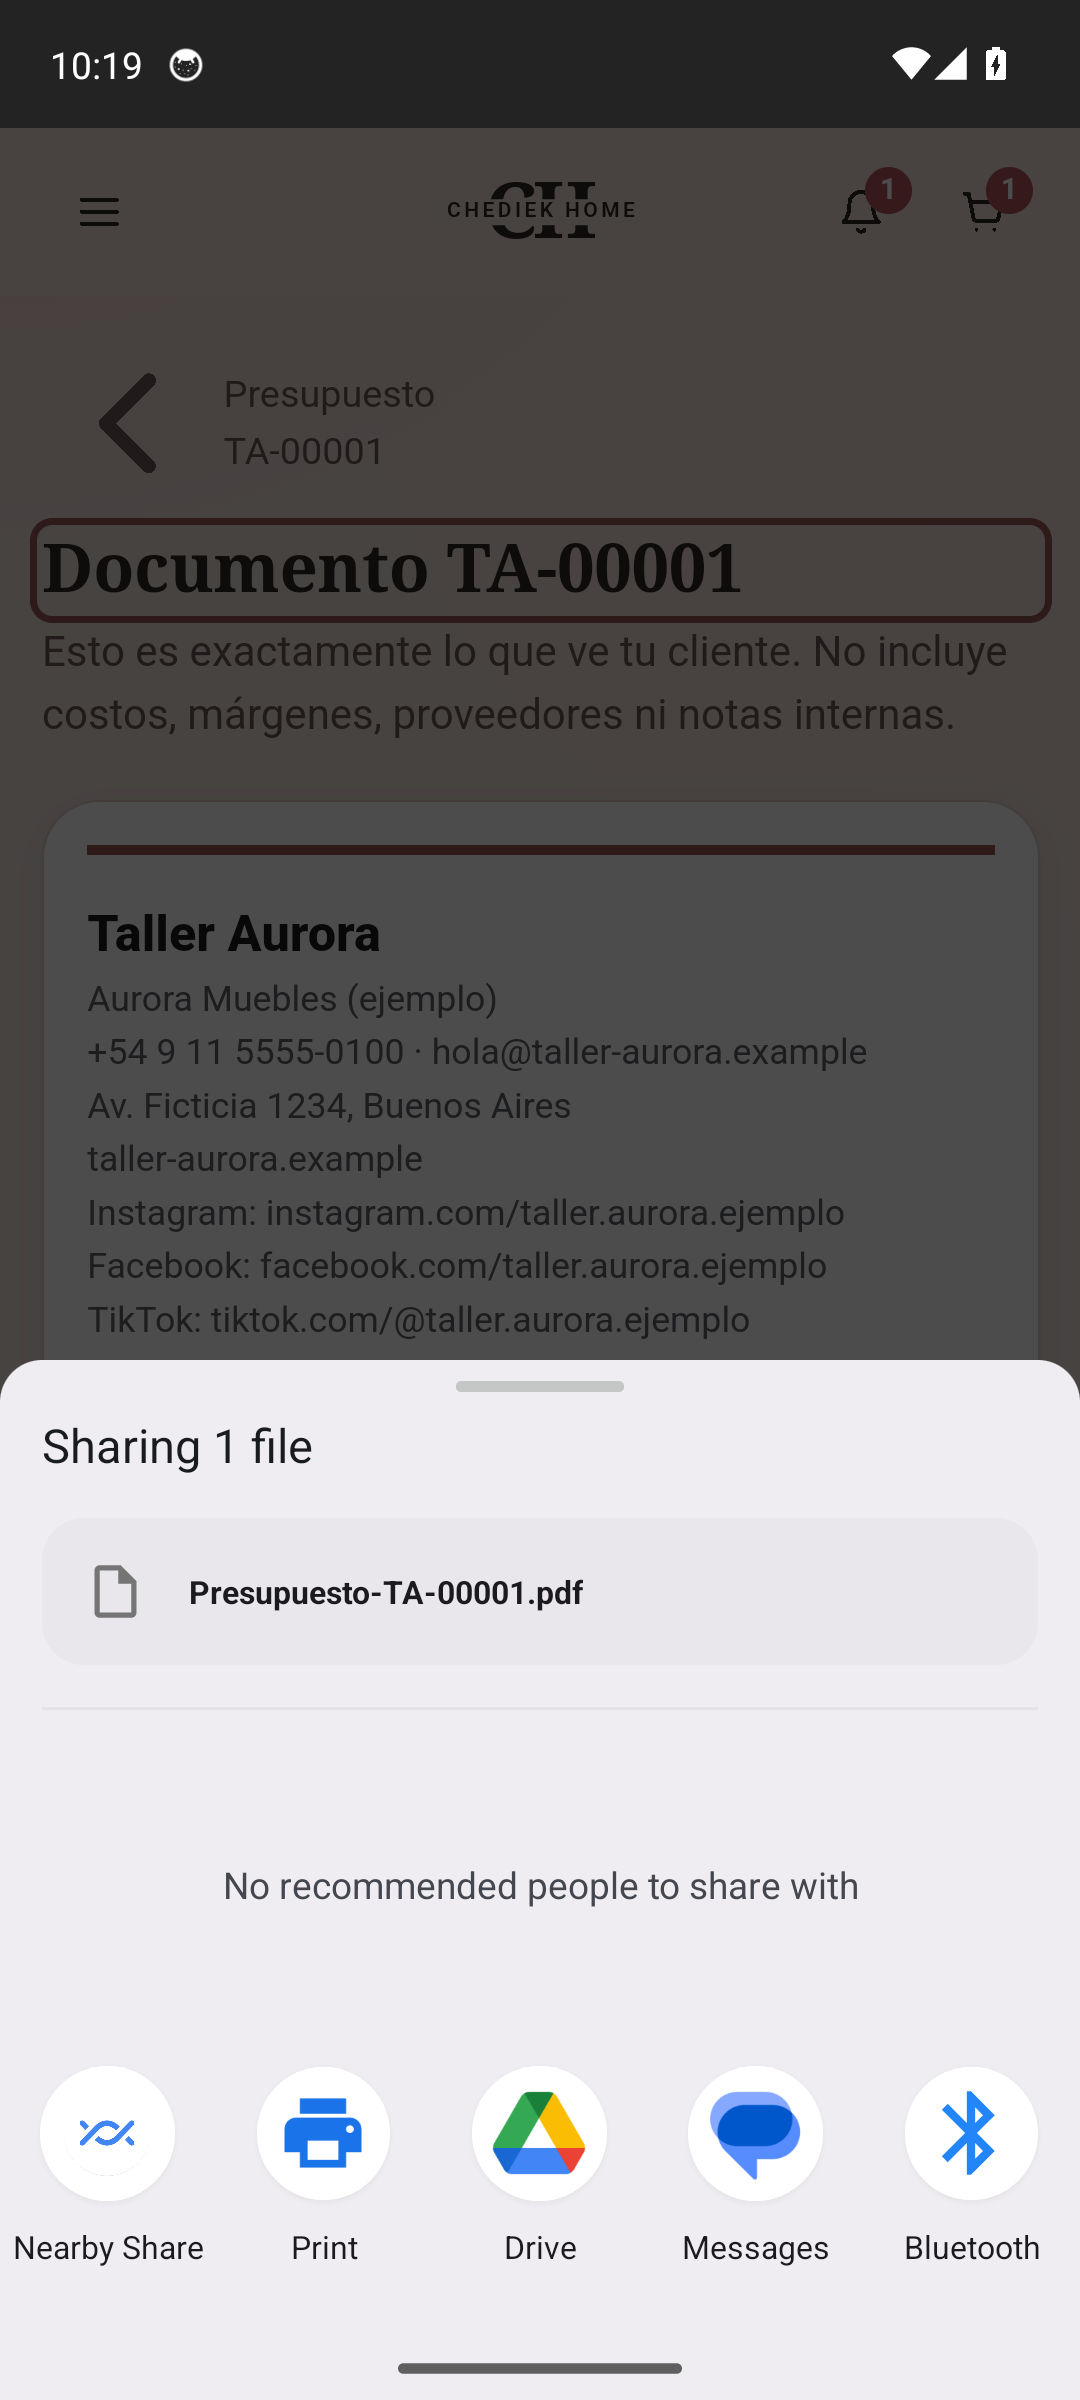 10:19
CH
CHEDIEK HOME
1
1
Presupuesto
TA-00001
Documento TA-00001
Esto es exactamente lo que ve tu cliente. No incluye
costos, márgenes, proveedores ni notas internas.
Taller Aurora
Aurora Muebles (ejemplo)
+54 9 11 5555-0100 · hola@taller-aurora.example
Av. Ficticia 1234, Buenos Aires
taller-aurora.example
Instagram: instagram.com/taller.aurora.ejemplo
Facebook: facebook.com/taller.aurora.ejemplo
TikTok: tiktok.com/@taller.aurora.ejemplo
Sharing 1 file
Presupuesto-TA-00001.pdf
No recommended people to share with
Nearby Share
Print
Drive
Messages
Bluetooth